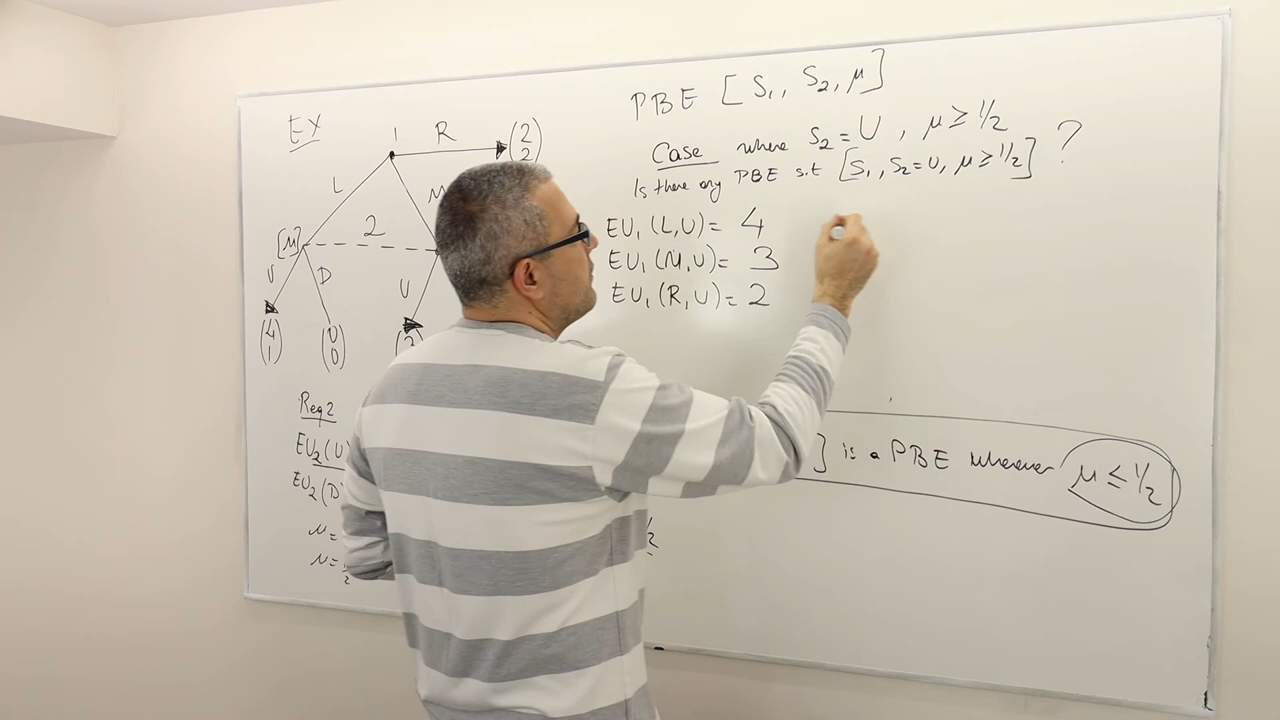 PBE [S₁, S₂, μ]
EX
Case where S₂ = U , μ ≥ 1/2
Is there any PBE s.t [S₁, S₂=U, μ ≥ 1/2] ?
1
R
(2
2)
L
M
2
[μ]
U
D
U
(4
1)
(0
0)
EU₁(L,U) = 4
EU₁(M,U) = 3
EU₁(R,U) = 2
Req 2
EU₂(U)
EU₂(D)
μ =
μ =
] is a PBE whenever μ ≤ 1/2